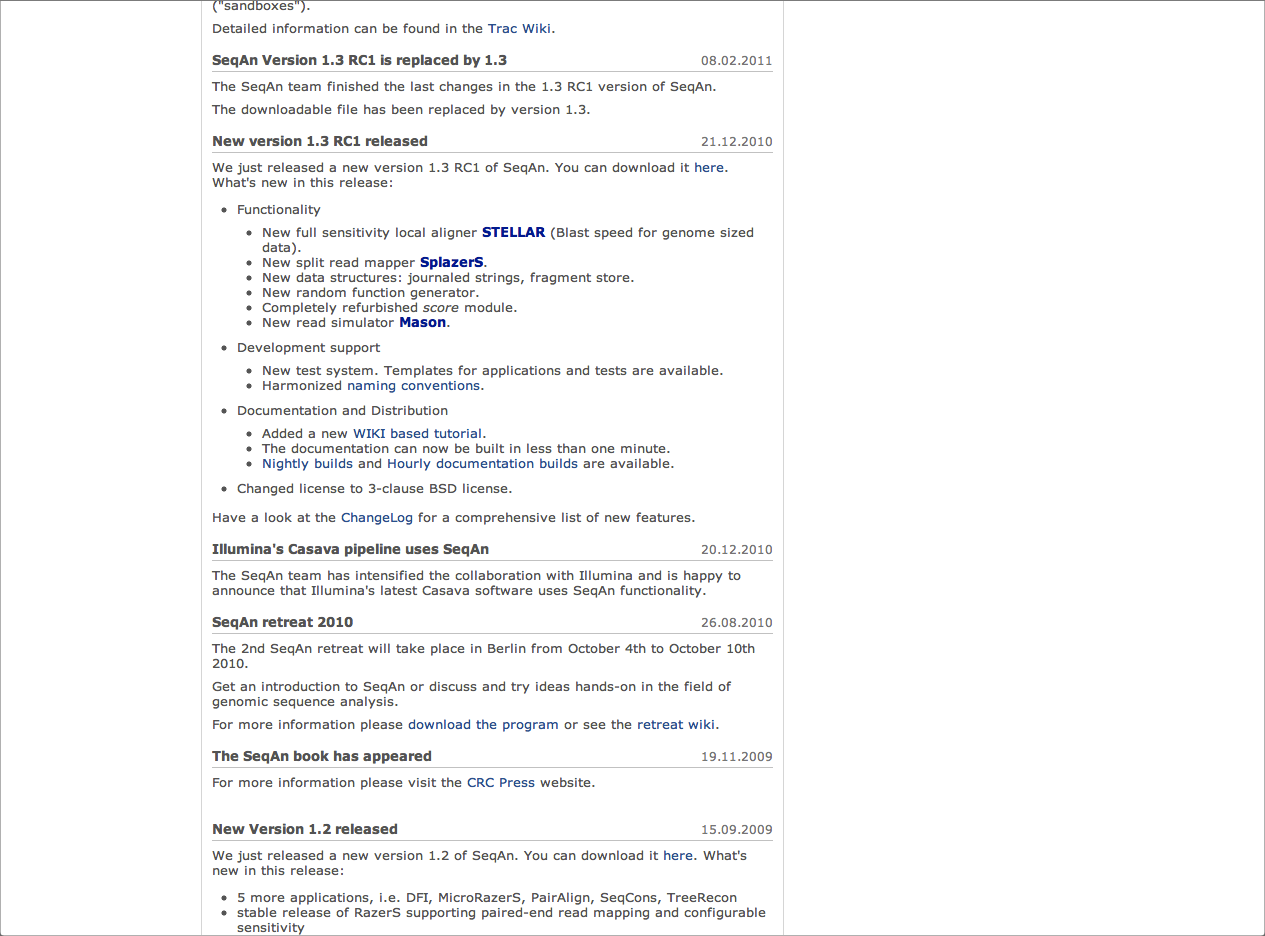 ("sandboxes").
Detailed information can be found in the Trac Wiki.
SeqAn Version 1.3 RC1 is replaced by 1.3 08.02.2011
The SeqAn team finished the last changes in the 1.3 RC1 version of SeqAn.
The downloadable file has been replaced by version 1.3.
New version 1.3 RC1 released 21.12.2010
We just released a new version 1.3 RC1 of SeqAn. You can download it here.
What's new in this release:
• Functionality
• New full sensitivity local aligner STELLAR (Blast speed for genome sized
data).
• New split read mapper SplazerS.
• New data structures: journaled strings, fragment store.
• New random function generator.
• Completely refurbished score module.
• New read simulator Mason.
• Development support
• New test system. Templates for applications and tests are available.
• Harmonized naming conventions.
• Documentation and Distribution
• Added a new WIKI based tutorial.
• The documentation can now be built in less than one minute.
• Nightly builds and Hourly documentation builds are available.
• Changed license to 3-clause BSD license.
Have a look at the ChangeLog for a comprehensive list of new features.
Illumina's Casava pipeline uses SeqAn 20.12.2010
The SeqAn team has intensified the collaboration with Illumina and is happy to
announce that Illumina's latest Casava software uses SeqAn functionality.
SeqAn retreat 2010 26.08.2010
The 2nd SeqAn retreat will take place in Berlin from October 4th to October 10th
2010.
Get an introduction to SeqAn or discuss and try ideas hands-on in the field of
genomic sequence analysis.
For more information please download the program or see the retreat wiki.
The SeqAn book has appeared 19.11.2009
For more information please visit the CRC Press website.
New Version 1.2 released 15.09.2009
We just released a new version 1.2 of SeqAn. You can download it here. What's
new in this release:
• 5 more applications, i.e. DFI, MicroRazerS, PairAlign, SeqCons, TreeRecon
• stable release of RazerS supporting paired-end read mapping and configurable
sensitivity